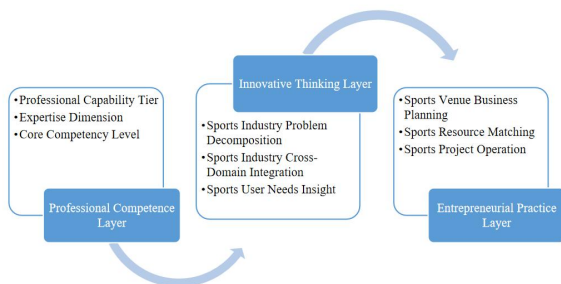 •Professional Capability Tier
•Expertise Dimension
•Core Competency Level
Professional Competence
Layer
Innovative Thinking Layer
•Sports Industry Problem
Decomposition
•Sports Industry Cross-
Domain Integration
•Sports User Needs Insight
•Sports Venue Business
Planning
•Sports Resource Matching
•Sports Project Operation
Entrepreneurial Practice
Layer